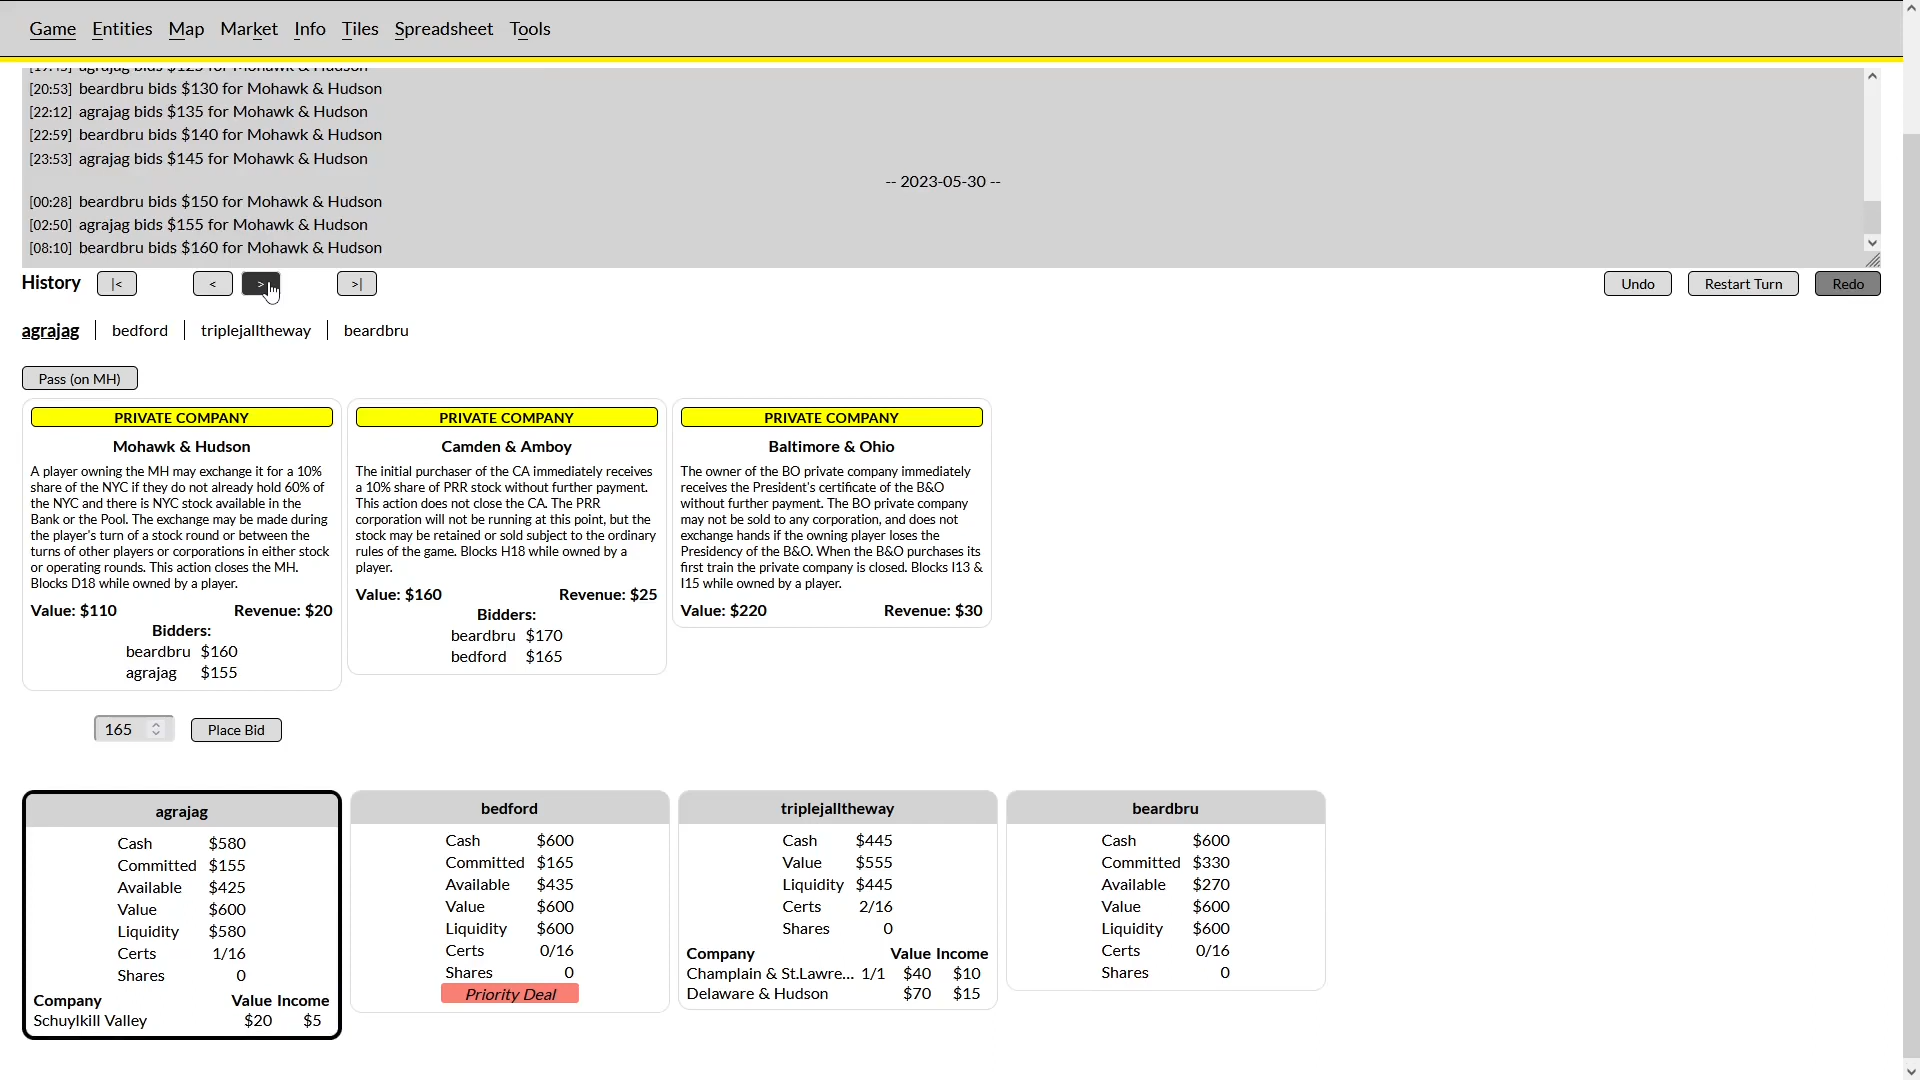 Game Entities Map Market Info Tiles Spreadsheet Tools
[19:45] agrajag bids $125 for Mohawk & Hudson
[20:53] beardbru bids $130 for Mohawk & Hudson
[22:12] agrajag bids $135 for Mohawk & Hudson
[22:59] beardbru bids $140 for Mohawk & Hudson
[23:53] agrajag bids $145 for Mohawk & Hudson
-- 2023-05-30 --
[00:28] beardbru bids $150 for Mohawk & Hudson
[02:50] agrajag bids $155 for Mohawk & Hudson
[08:10] beardbru bids $160 for Mohawk & Hudson
History |< < > >| Undo Restart Turn Redo
agrajag bedford triplejalltheway beardbru
Pass (on MH)
PRIVATE COMPANY
Mohawk & Hudson
A player owning the MH may exchange it for a 10%
share of the NYC if they do not already hold 60% of
the NYC and there is NYC stock available in the
Bank or the Pool. The exchange may be made during
the player's turn of a stock round or between the
turns of other players or corporations in either stock
or operating rounds. This action closes the MH.
Blocks D18 while owned by a player.
Value: $110 Revenue: $20
Bidders:
beardbru $160
agrajag $155
PRIVATE COMPANY
Camden & Amboy
The initial purchaser of the CA immediately receives
a 10% share of PRR stock without further payment.
This action does not close the CA. The PRR
corporation will not be running at this point, but the
stock may be retained or sold subject to the ordinary
rules of the game. Blocks H18 while owned by a
player.
Value: $160 Revenue: $25
Bidders:
beardbru $170
bedford $165
PRIVATE COMPANY
Baltimore & Ohio
The owner of the BO private company immediately
receives the President's certificate of the B&O
without further payment. The BO private company
may not be sold to any corporation, and does not
exchange hands if the owning player loses the
Presidency of the B&O. When the B&O purchases its
first train the private company is closed. Blocks I13 &
I15 while owned by a player.
Value: $220 Revenue: $30
165 Place Bid
agrajag
Cash $580
Committed $155
Available $425
Value $600
Liquidity $580
Certs 1/16
Shares 0
Company Value Income
Schuylkill Valley $20 $5
bedford
Cash $600
Committed $165
Available $435
Value $600
Liquidity $600
Certs 0/16
Shares 0
Priority Deal
triplejalltheway
Cash $445
Value $555
Liquidity $445
Certs 2/16
Shares 0
Company Value Income
Champlain & St.Lawre... 1/1 $40 $10
Delaware & Hudson $70 $15
beardbru
Cash $600
Committed $330
Available $270
Value $600
Liquidity $600
Certs 0/16
Shares 0